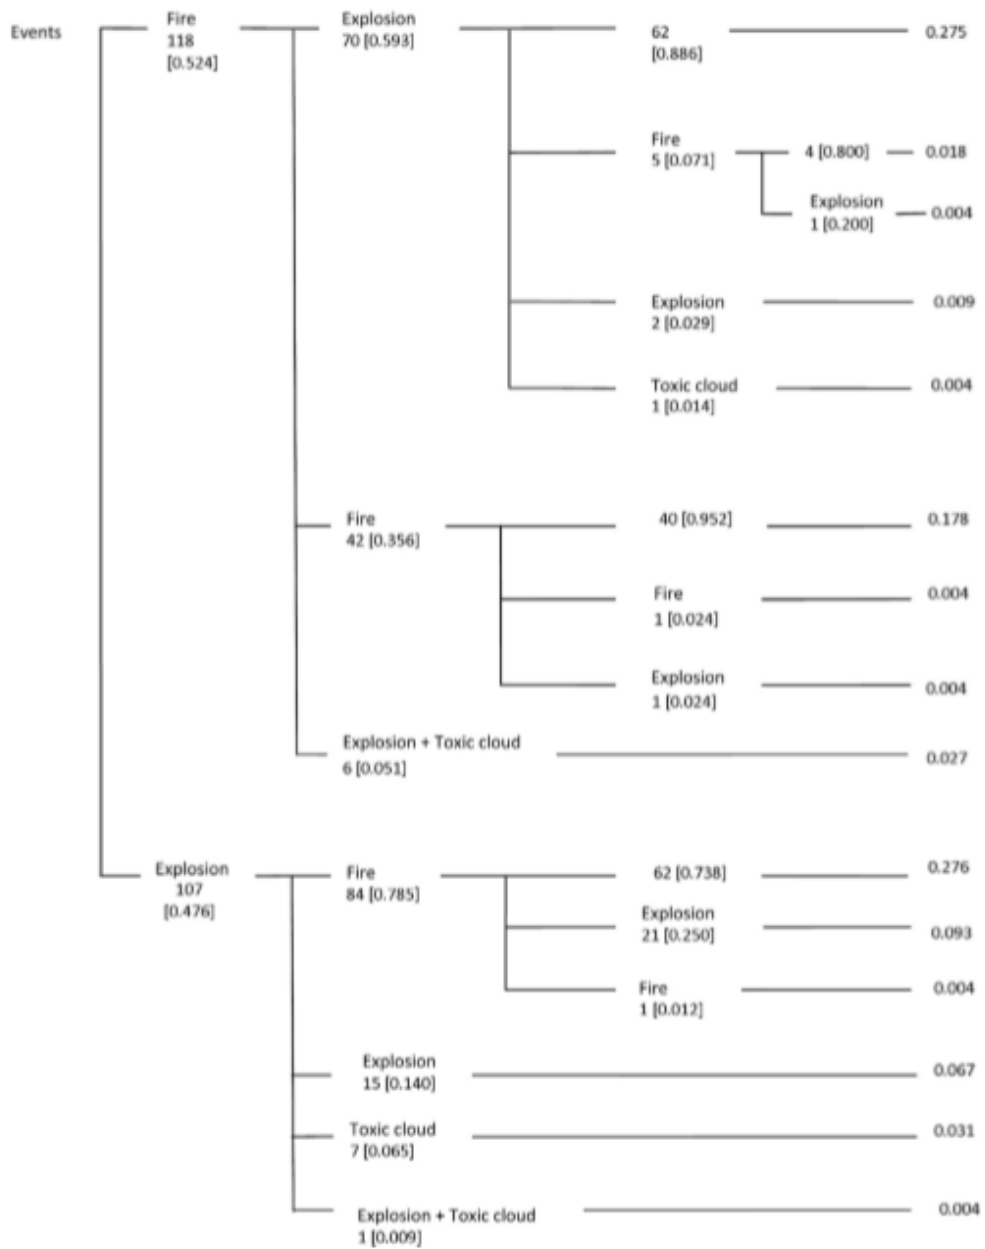 Events
Fire
118
[0.524]
Explosion
70 [0.593]
62
[0.886]
0.275
Fire
5 [0.071]
4 [0.800]
0.018
Explosion
1 [0.200]
0.004
Explosion
2 [0.029]
0.009
Toxic cloud
1 [0.014]
0.004
Fire
42 [0.356]
40 [0.952]
0.178
Fire
1 [0.024]
0.004
Explosion
1 [0.024]
0.004
Explosion + Toxic cloud
6 [0.051]
0.027
Explosion
107
[0.476]
Fire
84 [0.785]
62 [0.738]
0.276
Explosion
21 [0.250]
0.093
Fire
1 [0.012]
0.004
Explosion
15 [0.140]
0.067
Toxic cloud
7 [0.065]
0.031
Explosion + Toxic cloud
1 [0.009]
0.004